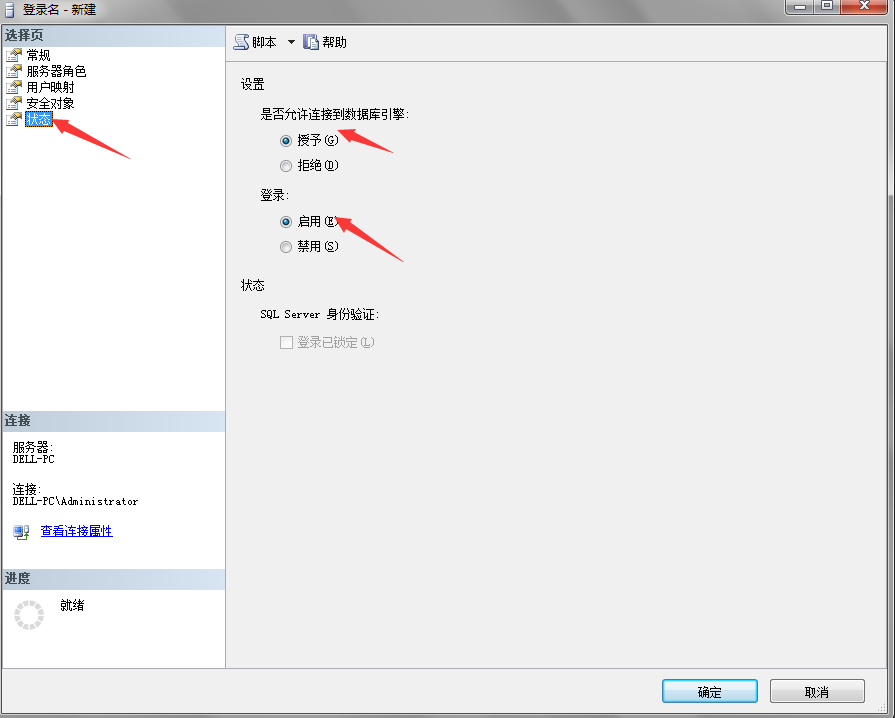 登录名 - 新建
选择页
常规
服务器角色
用户映射
安全对象
状态
脚本 帮助
设置
是否允许连接到数据库引擎:
授予(G)
拒绝(D)
登录:
启用(E)
禁用(S)
状态
SQL Server 身份验证:
登录已锁定(L)
连接
服务器:
DELL-PC
连接:
DELL-PC\Administrator
查看连接属性
进度
就绪
确定 取消